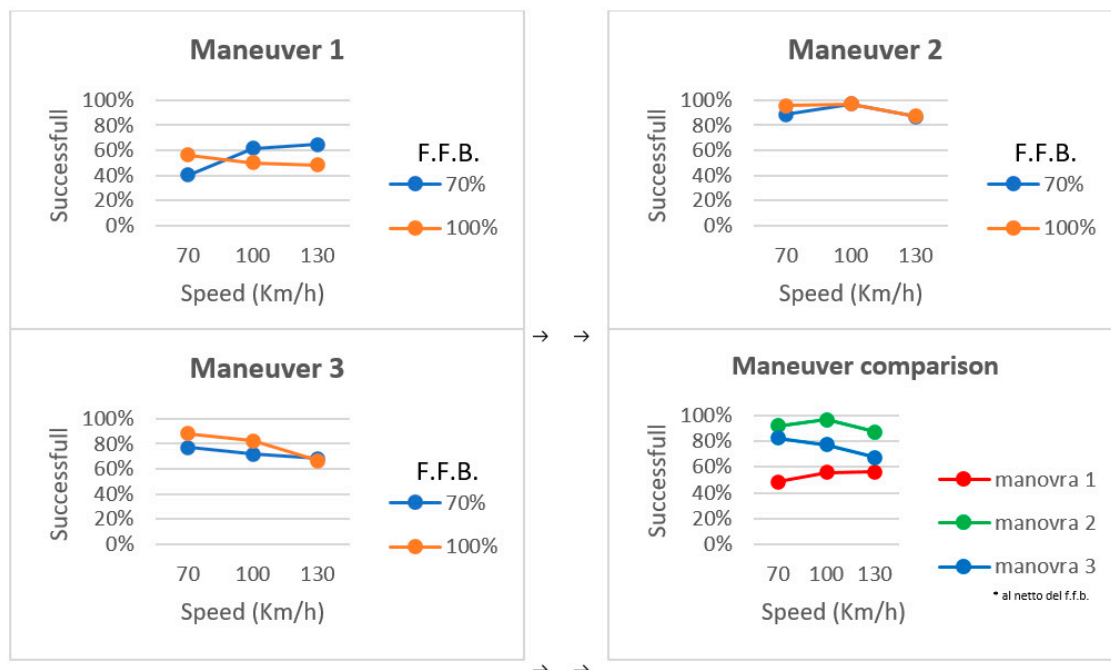 Maneuver 1
Successfull
100%
80%
60%
40%
20%
0%
70 100 130
Speed (Km/h)
F.F.B.
70%
100%
Maneuver 2
Successfull
100%
80%
60%
40%
20%
0%
70 100 130
Speed (Km/h)
F.F.B.
70%
100%
→ →
Maneuver 3
Successfull
100%
80%
60%
40%
20%
0%
70 100 130
Speed (Km/h)
F.F.B.
70%
100%
Maneuver comparison
Successfull
100%
80%
60%
40%
20%
0%
70 100 130
Speed (Km/h)
manovra 1
manovra 2
manovra 3
* al netto del f.f.b.
→ →